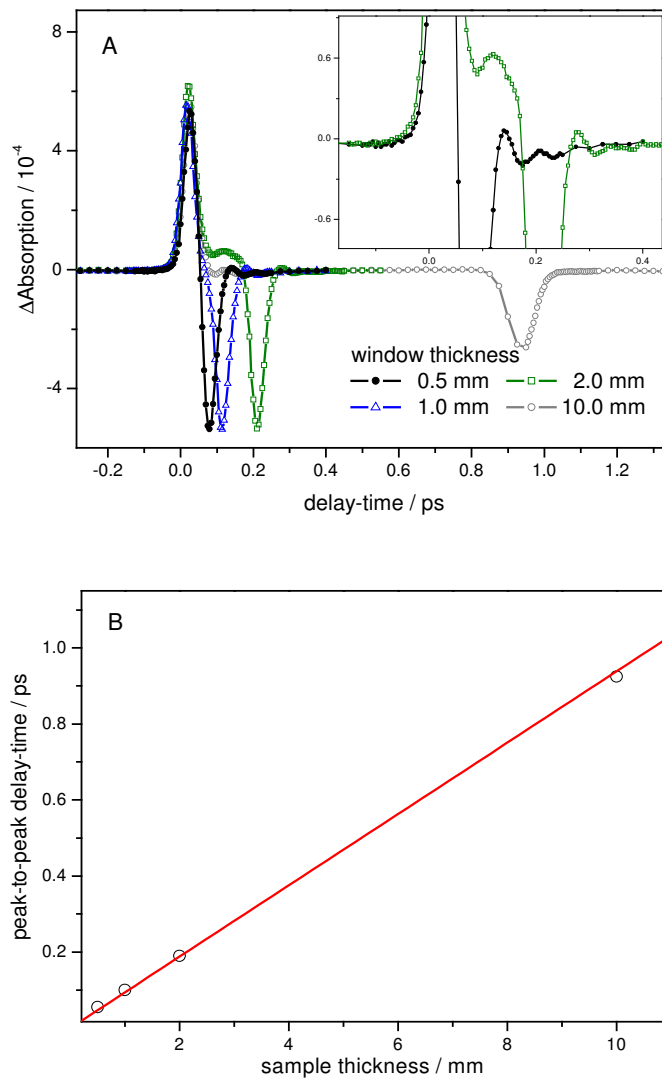 A
8
4
0
-4
ΔAbsorption / 10⁻⁴
-0.2 0.0 0.2 0.4 0.6 0.8 1.0 1.2
delay-time / ps
0.6
0.0
-0.6
0.0 0.2 0.4
window thickness
0.5 mm 2.0 mm
1.0 mm 10.0 mm
B
1.0
0.8
0.6
0.4
0.2
peak-to-peak delay-time / ps
2 4 6 8 10
sample thickness / mm